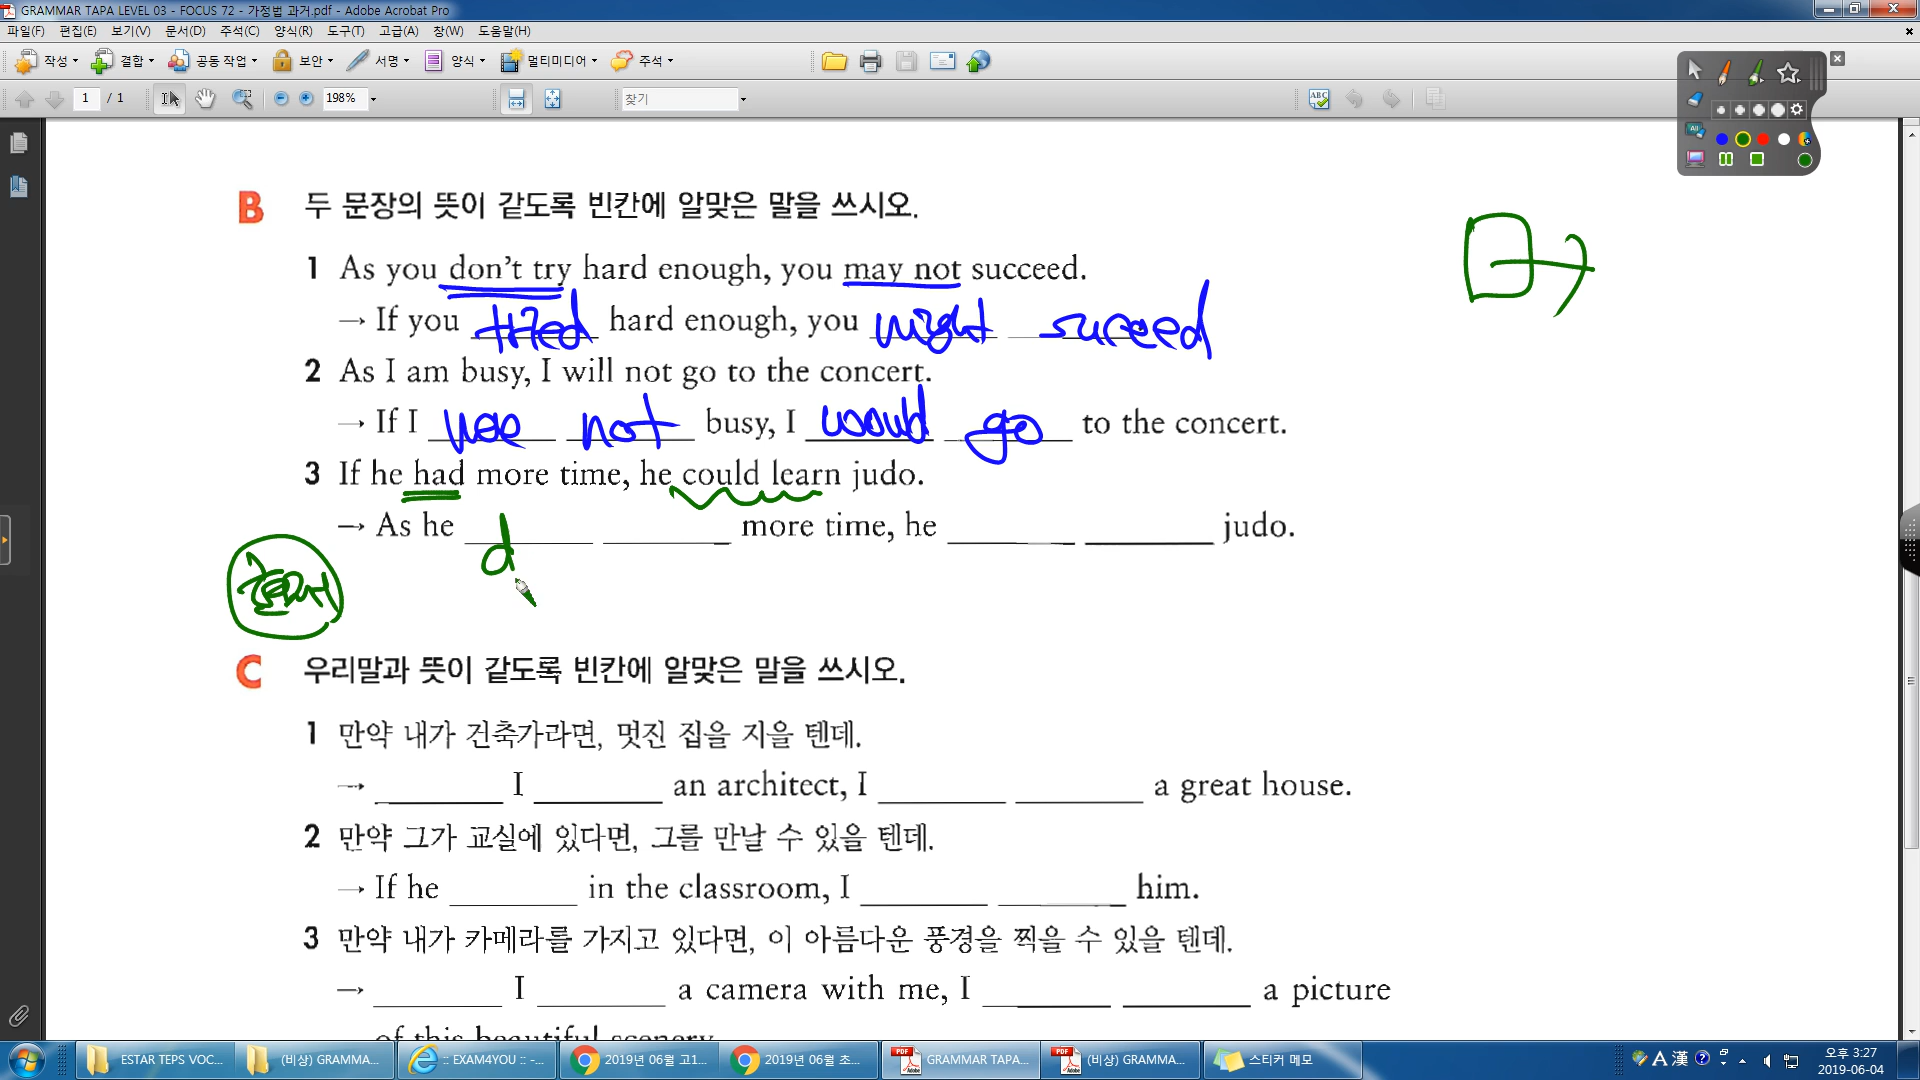 GRAMMAR TAPA LEVEL 03 - FOCUS 72 - 가정법 과거.pdf - Adobe Acrobat Pro
파일(F) 편집(E) 보기(V) 문서(D) 주석(C) 양식(R) 도구(T) 고급(A) 창(W) 도움말(H)
작성 결합 공동 작업 보안 서명 양식 멀티미디어 주석
1 / 1 198% 찾기
B 두 문장의 뜻이 같도록 빈칸에 알맞은 말을 쓰시오.
1 As you don't try hard enough, you may not succeed.
→ If you tried hard enough, you might succeed
2 As I am busy, I will not go to the concert.
→ If I were not busy, I would go to the concert.
3 If he had more time, he could learn judo.
→ As he d more time, he judo.
C 우리말과 뜻이 같도록 빈칸에 알맞은 말을 쓰시오.
1 만약 내가 건축가라면, 멋진 집을 지을 텐데.
→ I an architect, I a great house.
2 만약 그가 교실에 있다면, 그를 만날 수 있을 텐데.
→ If he in the classroom, I him.
3 만약 내가 카메라를 가지고 있다면, 이 아름다운 풍경을 찍을 수 있을 텐데.
→ I a camera with me, I a picture
of this beautiful scenery
ESTAR TEPS VOC... (비상) GRAMMA... :: EXAM4YOU :: -... 2019년 06월 고1... 2019년 06월 초... GRAMMAR TAPA... (비상) GRAMMA... 스티커 메모 A 漢 오후 3:27
2019-06-04